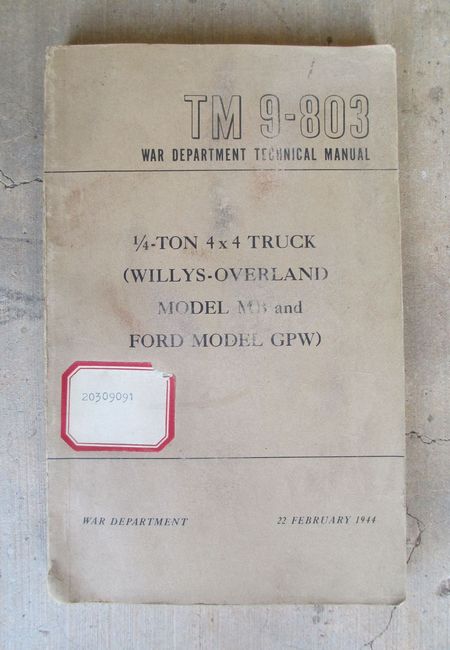 TM 9-803
WAR DEPARTMENT TECHNICAL MANUAL
¼-TON 4 x 4 TRUCK
(WILLYS-OVERLAND
MODEL MB and
FORD MODEL GPW)
20309091
WAR DEPARTMENT
22 FEBRUARY 1944